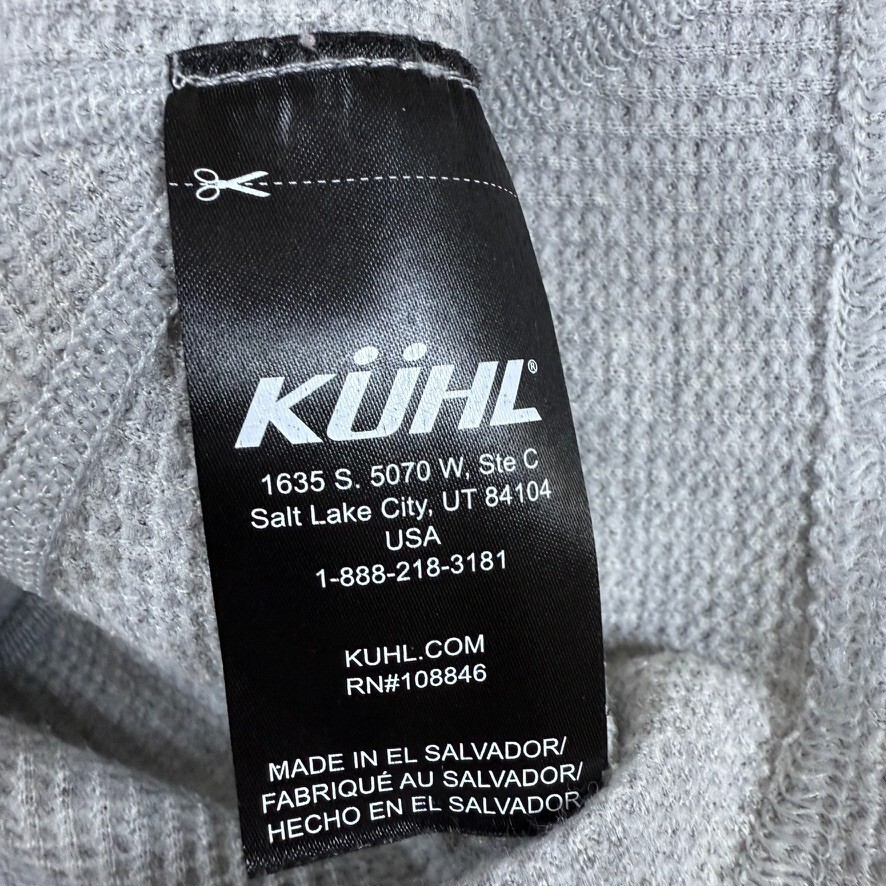 KÜHL®
1635 S. 5070 W, Ste C
Salt Lake City, UT 84104
USA
1-888-218-3181
KUHL.COM
RN#108846
MADE IN EL SALVADOR/
FABRIQUÉ AU SALVADOR/
HECHO EN EL SALVADOR